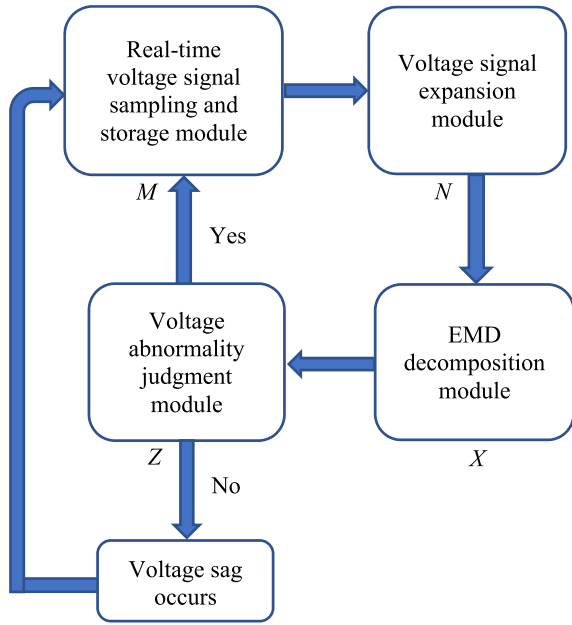 Real-time
voltage signal
sampling and
storage module
Voltage signal
expansion
module
M
N
Yes
Voltage
abnormality
judgment
module
EMD
decomposition
module
Z
X
No
Voltage sag
occurs